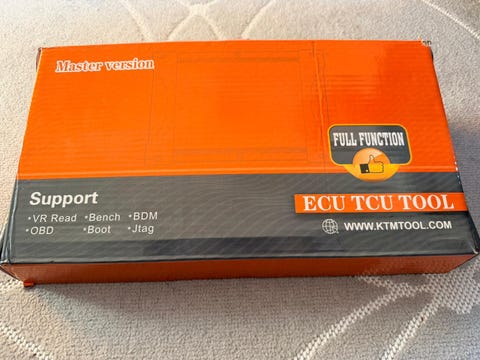 Master version
FULL FUNCTION
Support
•VR Read •Bench •BDM
•OBD •Boot •Jtag
ECU TCU TOOL
WWW.KTMTOOL.COM